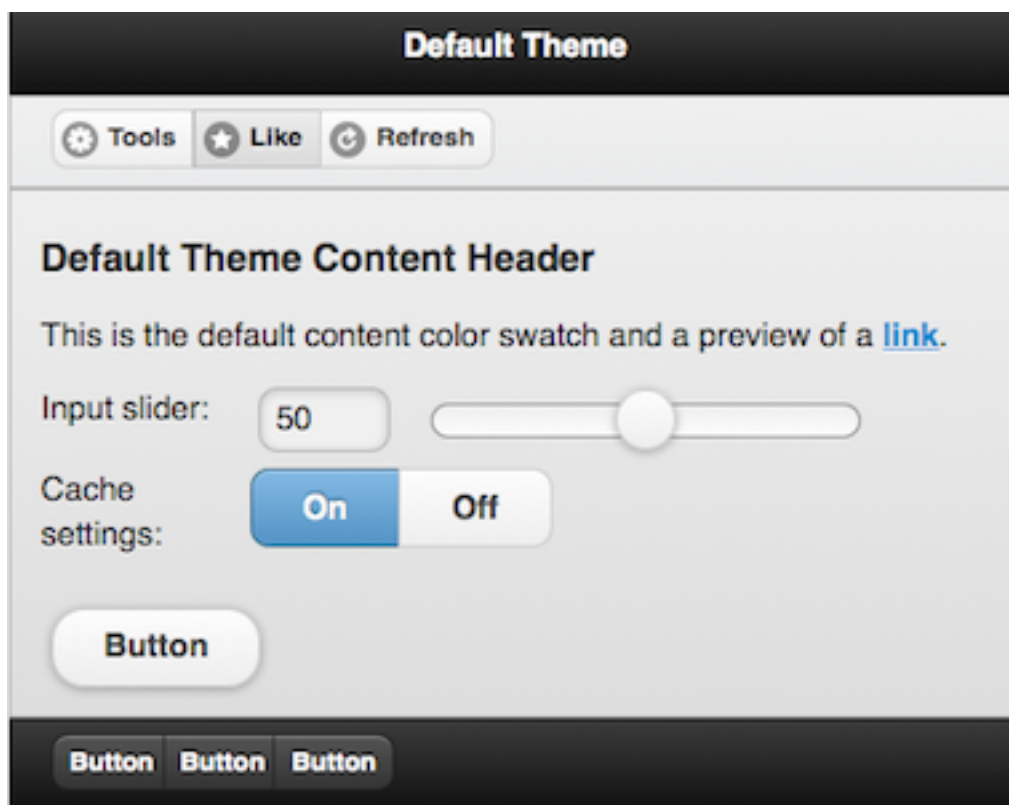 Default Theme
Tools Like Refresh
Default Theme Content Header
This is the default content color swatch and a preview of a link.
Input slider: 50
Cache
settings:
On Off
Button
Button Button Button